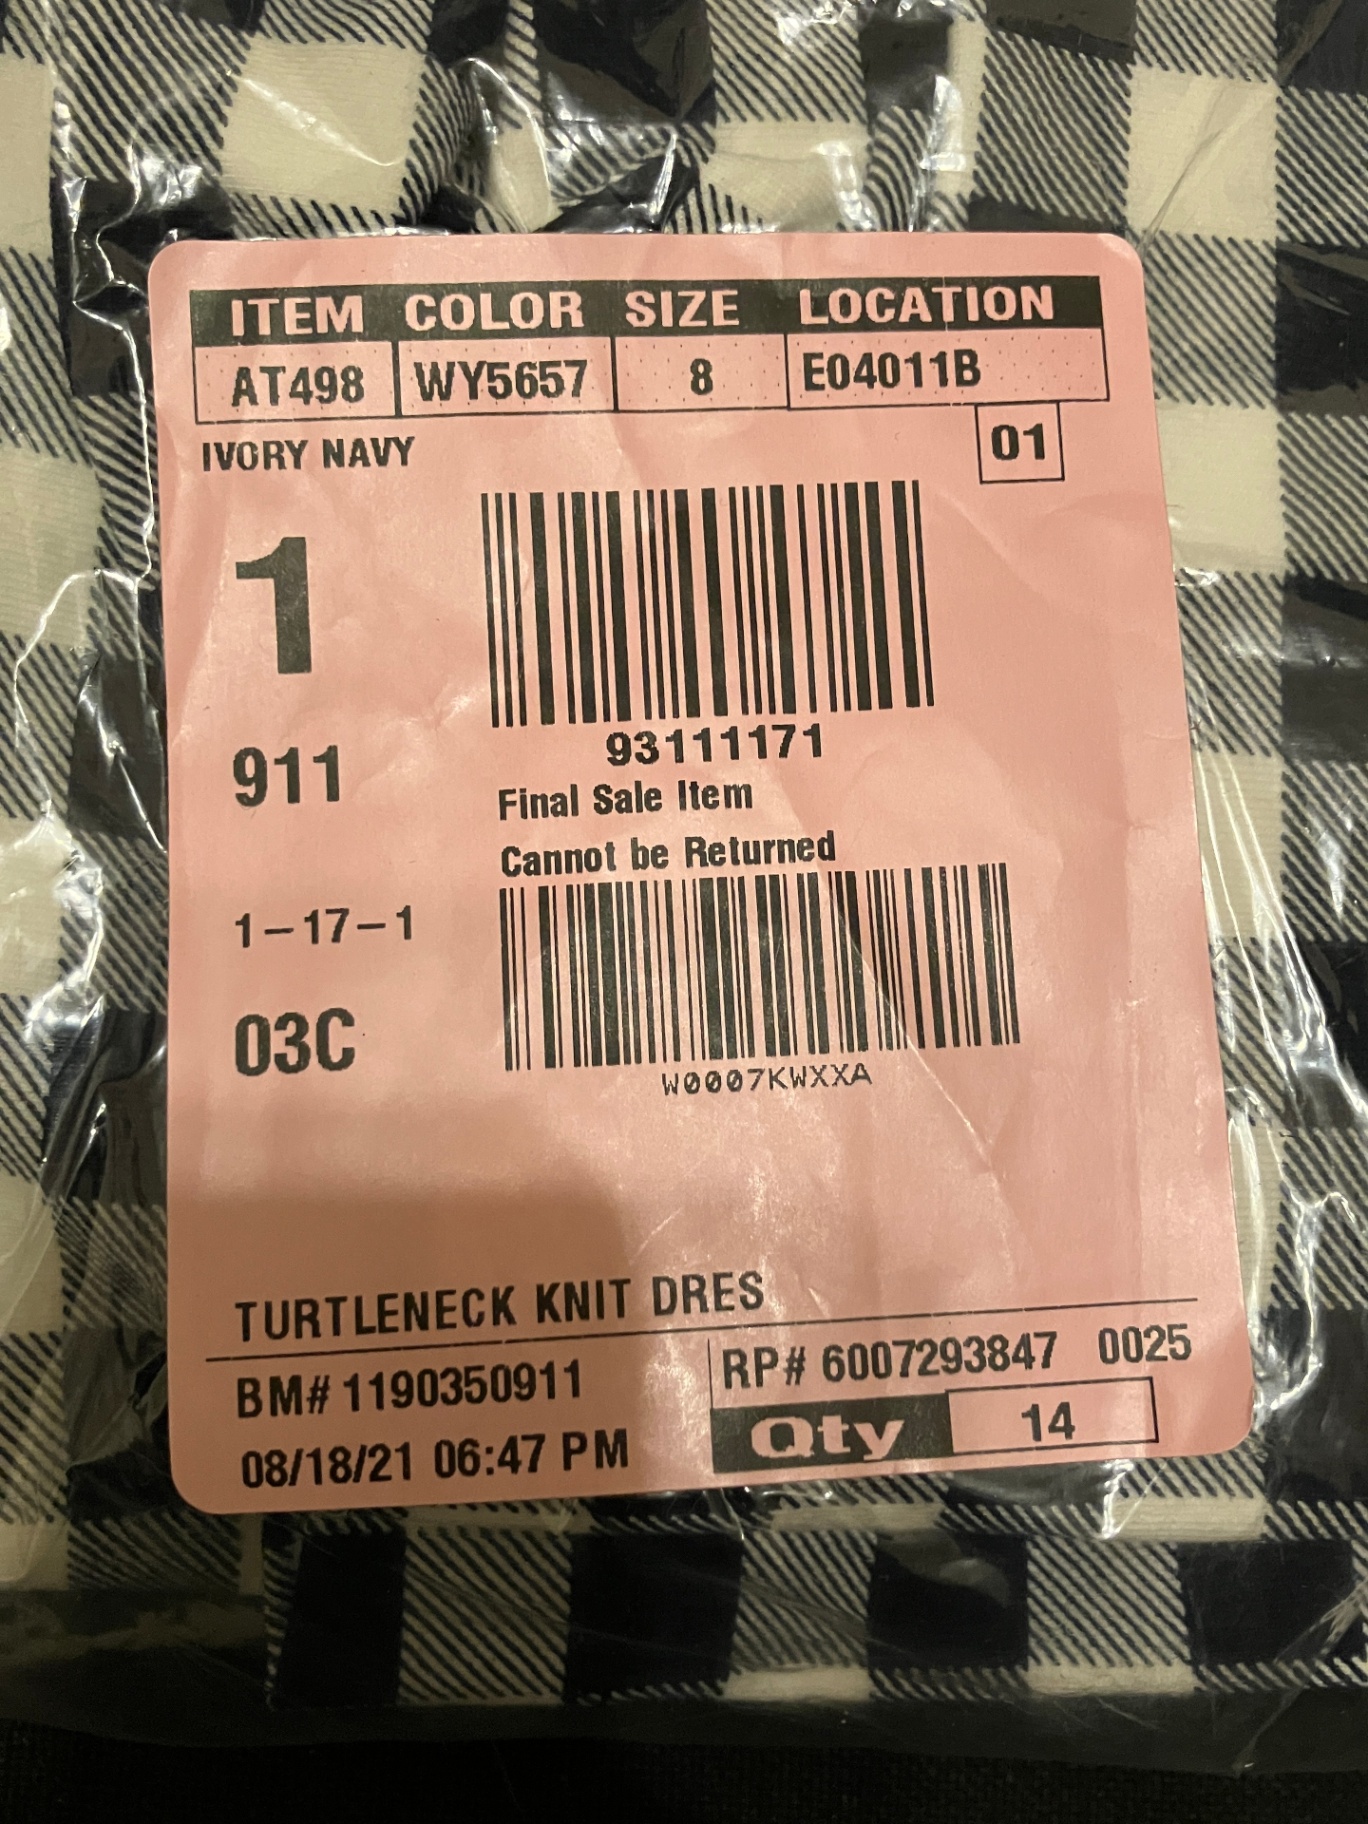 ITEM COLOR SIZE LOCATION
AT498 WY5657 8 E04011B
IVORY NAVY 01
1
93111171
911
Final Sale Item
Cannot be Returned
1-17-1
03C
W0007KWXXA
TURTLENECK KNIT DRES
BM# 1190350911 RP# 6007293847 0025
08/18/21 06:47 PM Qty 14